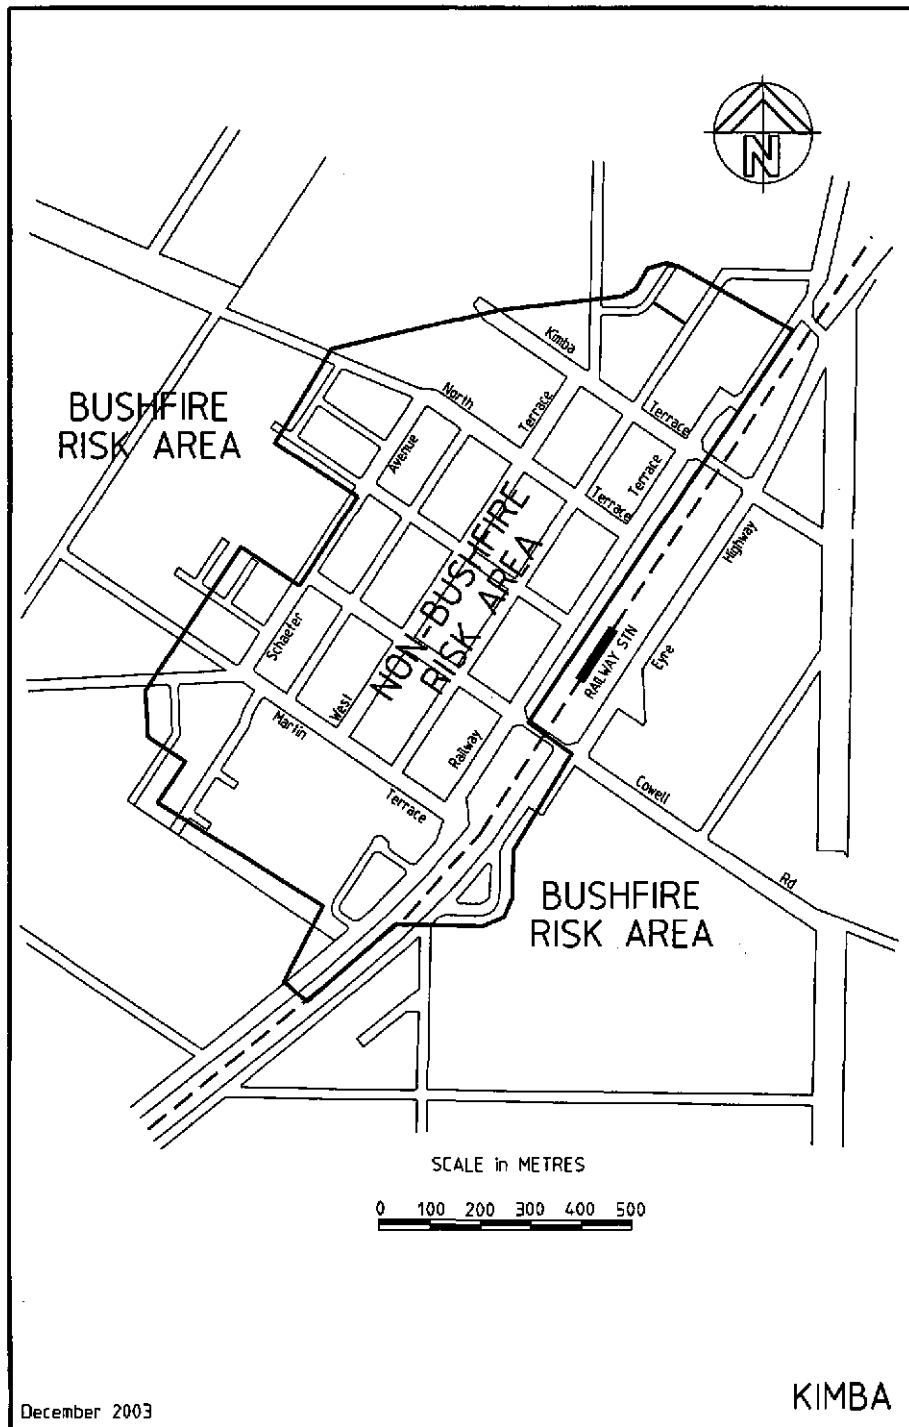 N
Kimba
Terrace
North
Terrace
BUSHFIRE
RISK AREA
Avenue
Terrace
Terrace
NON-BUSHFIRE
RISK AREA
Highway
Schaefer
West
RAILWAY STN
Eyre
Martin
Terrace
Railway
Cowell
Rd
BUSHFIRE
RISK AREA
SCALE in METRES
0 100 200 300 400 500
December 2003
KIMBA